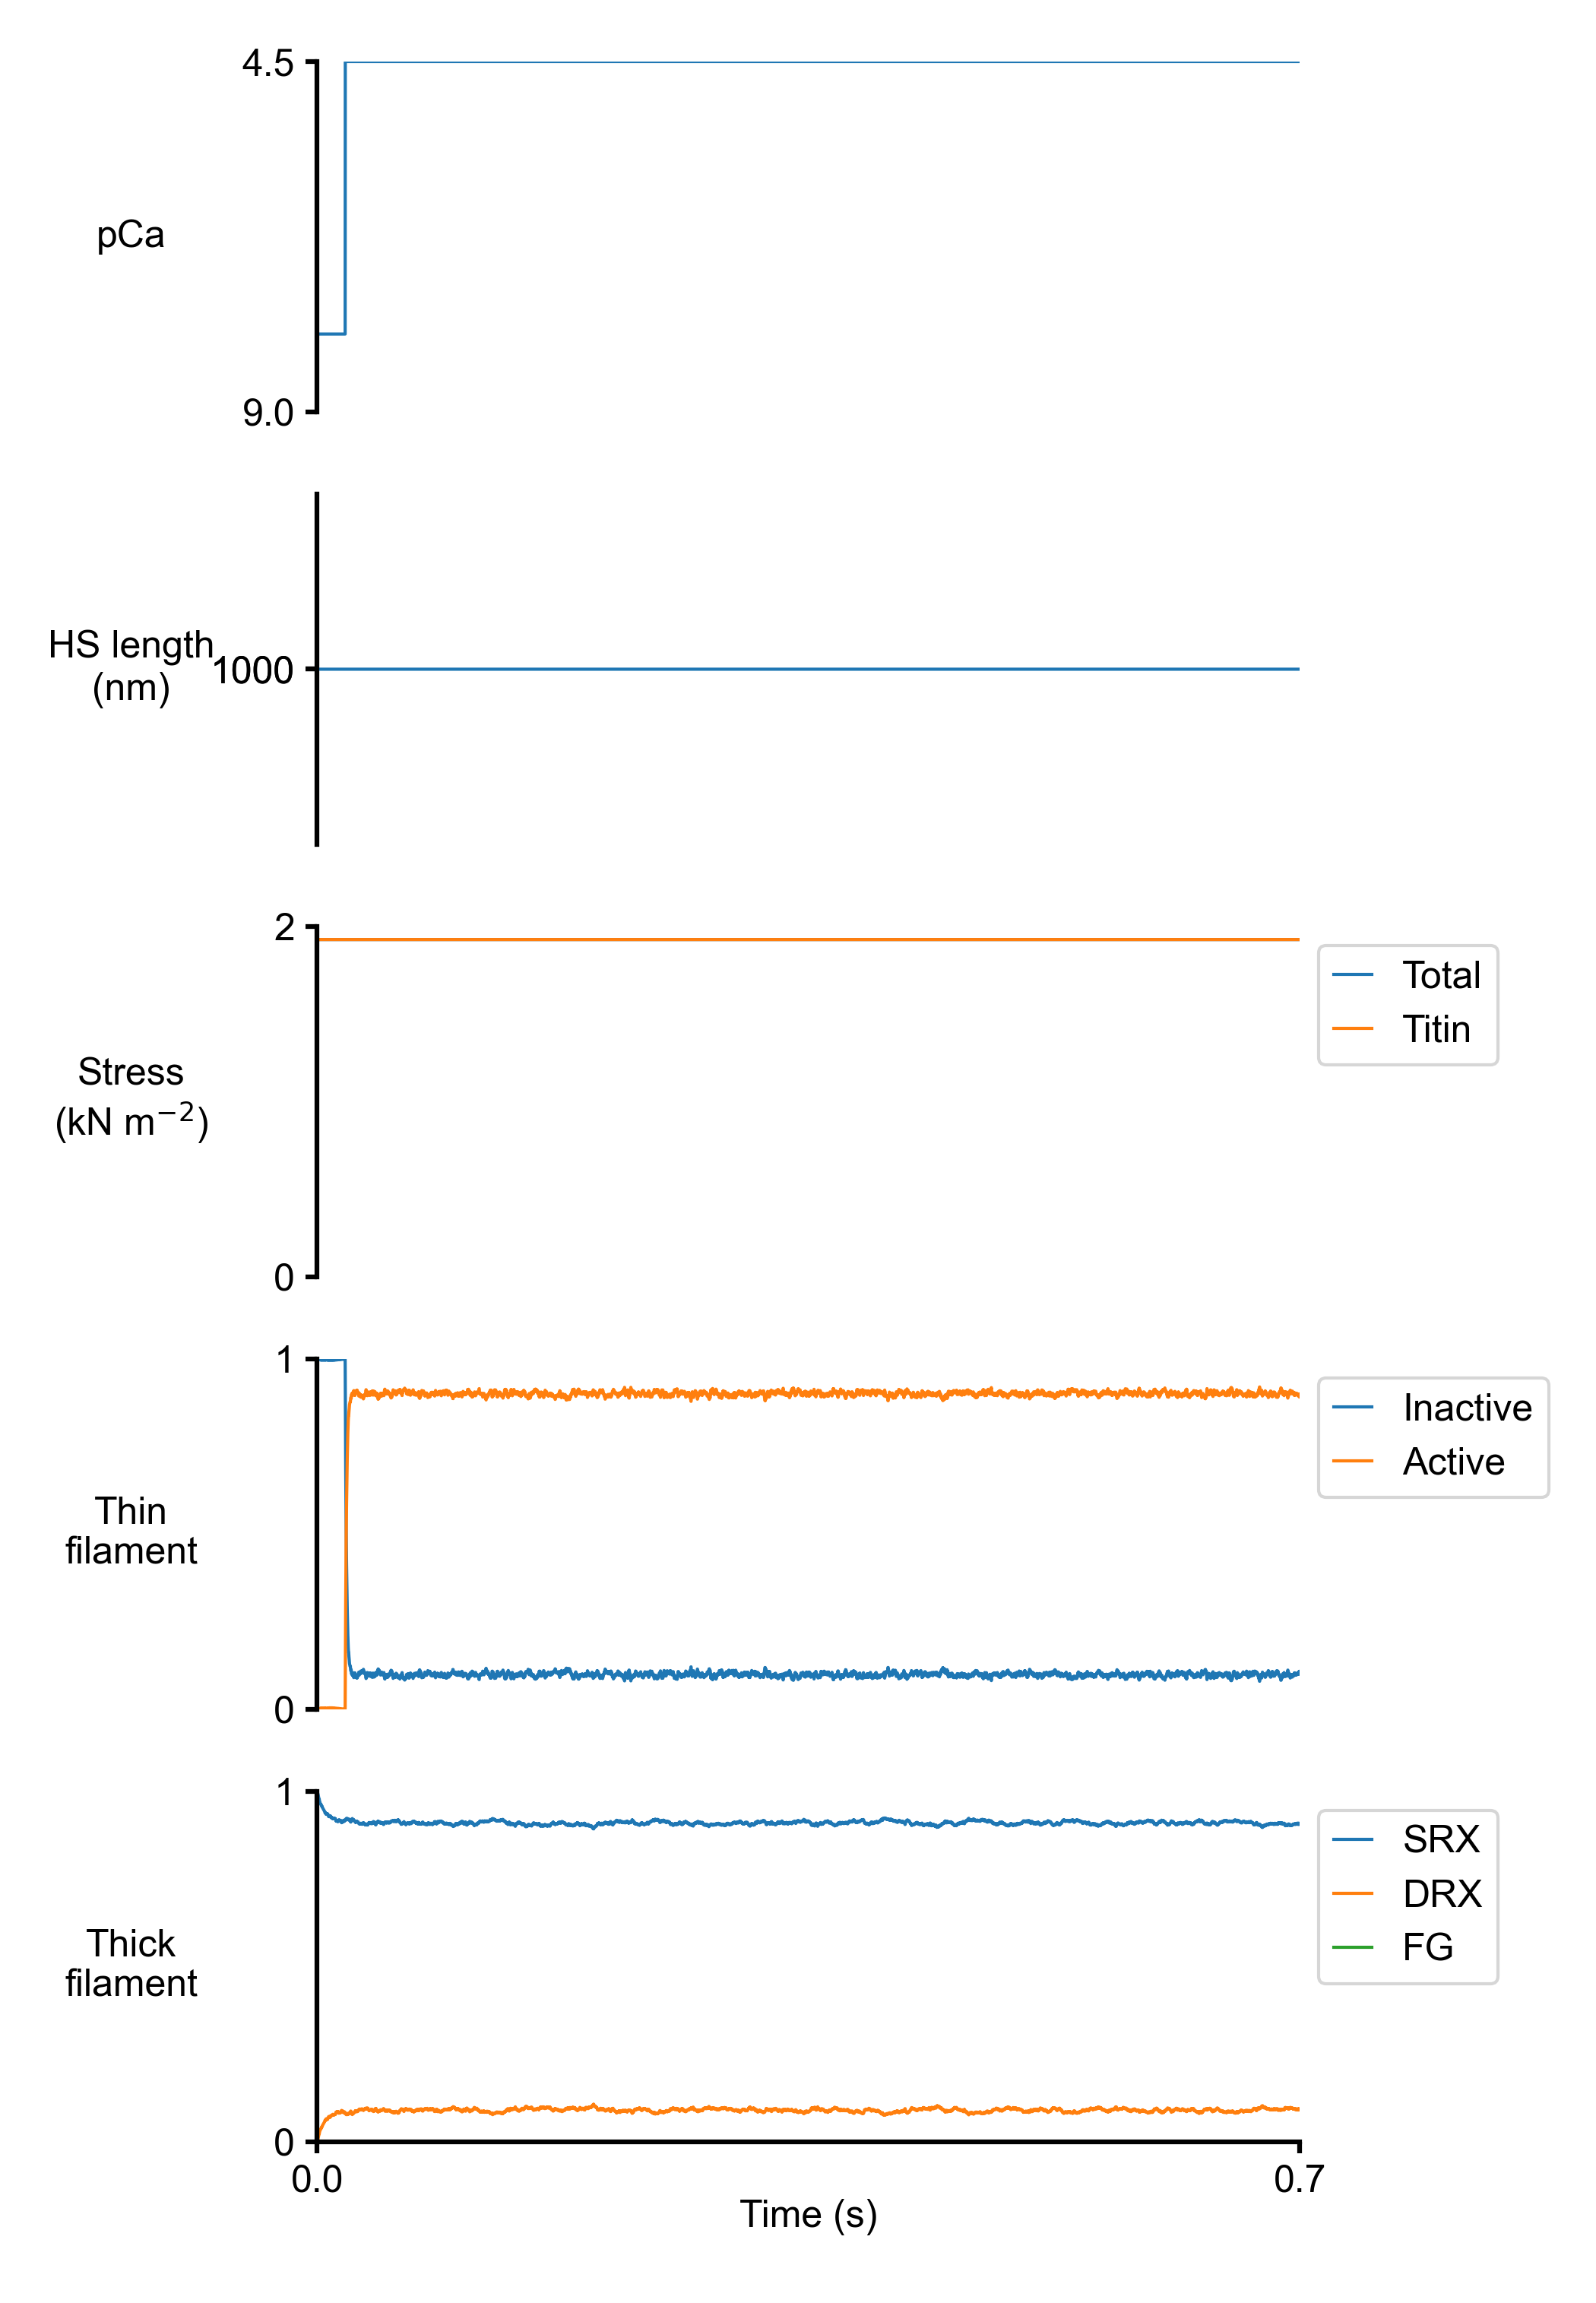 4.5
pCa
9.0
HS length
(nm)
1000
2
Stress
(kN m⁻²)
0
Total
Titin
1
Thin
filament
0
Inactive
Active
1
Thick
filament
0
SRX
DRX
FG
0.0
0.7
Time (s)